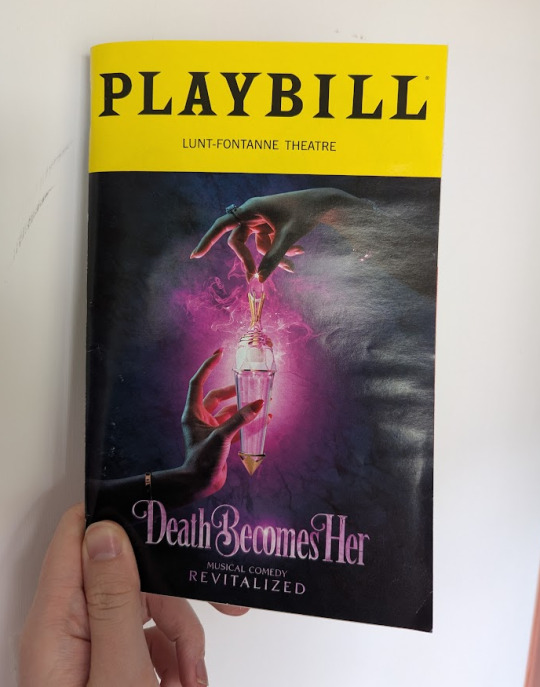 PLAYBILL
LUNT-FONTANNE THEATRE
Death Becomes Her
MUSICAL COMEDY
REVITALIZED